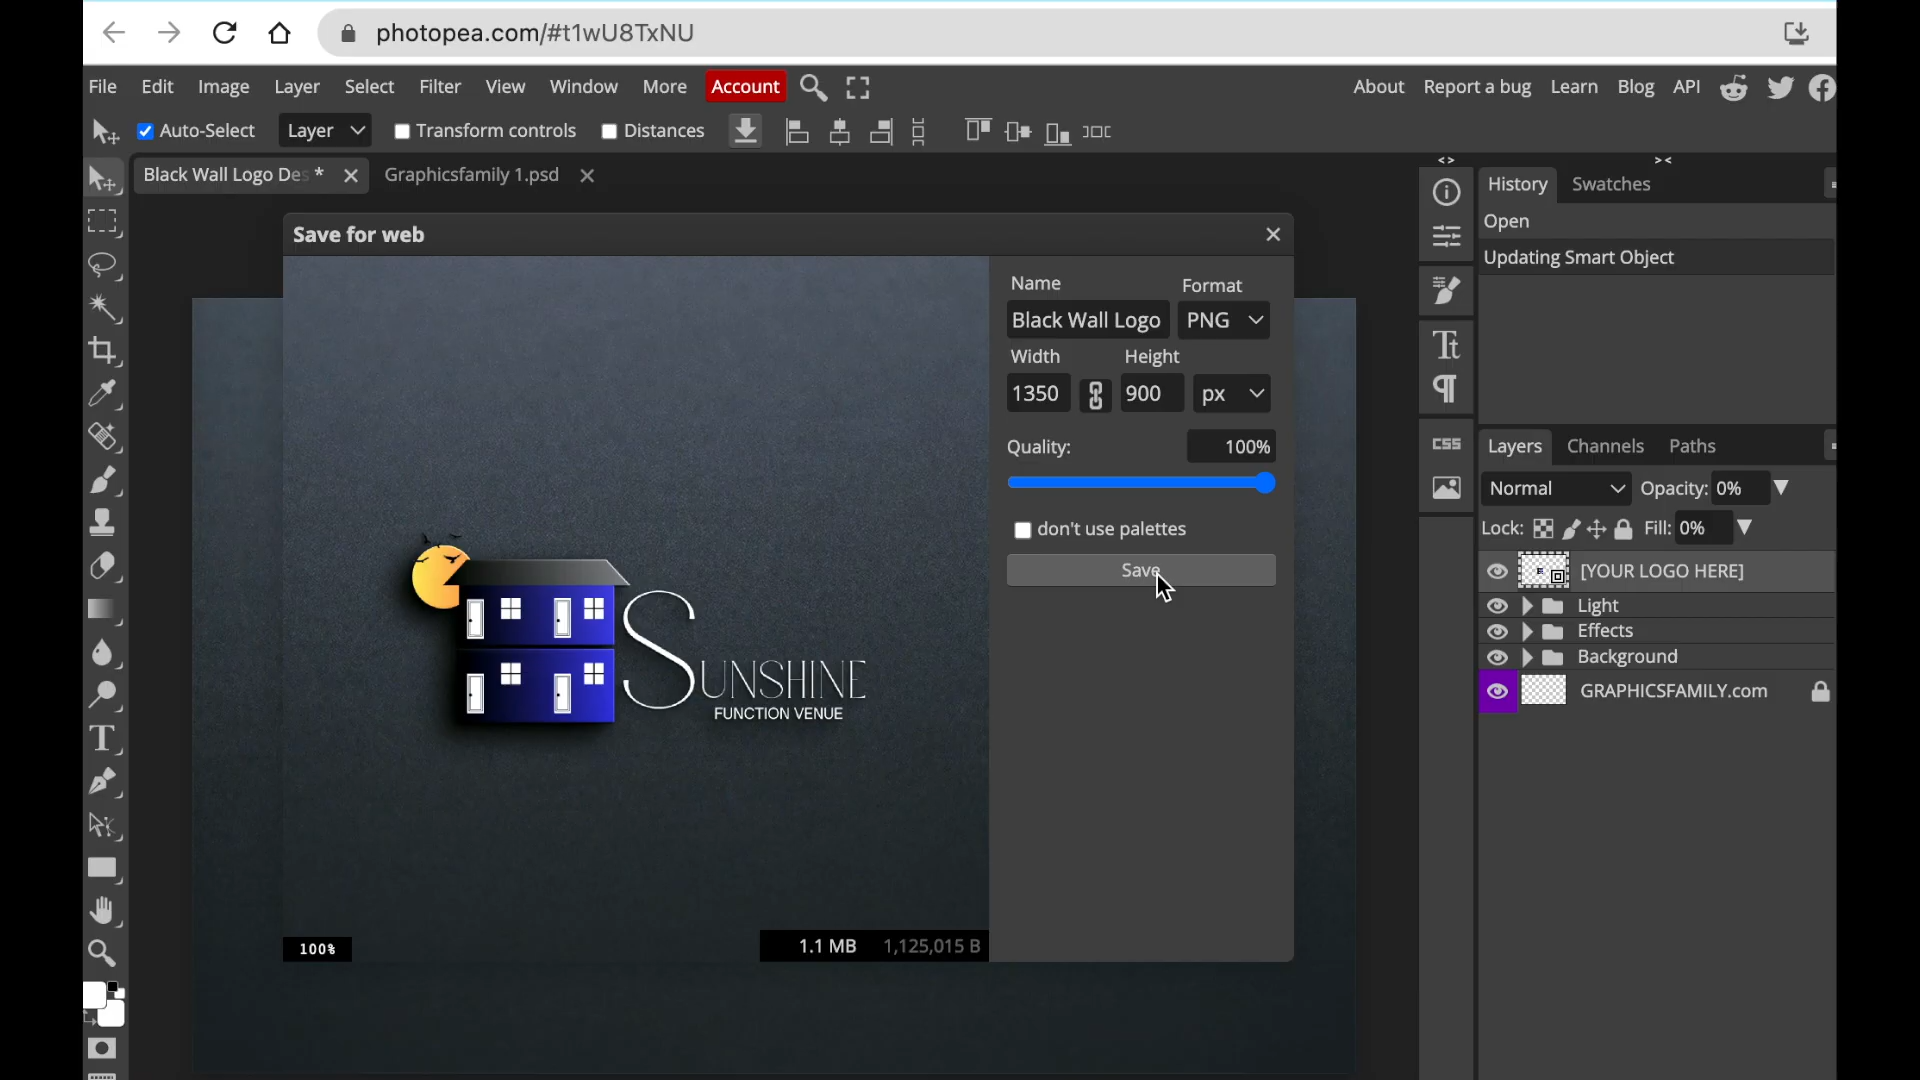 photopea.com/#t1wU8TxNU
File Edit Image Layer Select Filter View Window More Account About Report a bug Learn Blog API
Auto-Select Layer Transform controls Distances
Black Wall Logo Des * Graphicsfamily 1.psd
History Swatches
Open
Updating Smart Object
Save for web
Name Format
Black Wall Logo PNG
Width Height
1350 900 px
Quality: 100%
don't use palettes
Save
SUNSHINE
FUNCTION VENUE
100% 1.1 MB 1,125,015 B
CSS
Layers Channels Paths
Normal Opacity: 0%
Lock: Fill: 0%
[YOUR LOGO HERE]
Light
Effects
Background
GRAPHICSFAMILY.com